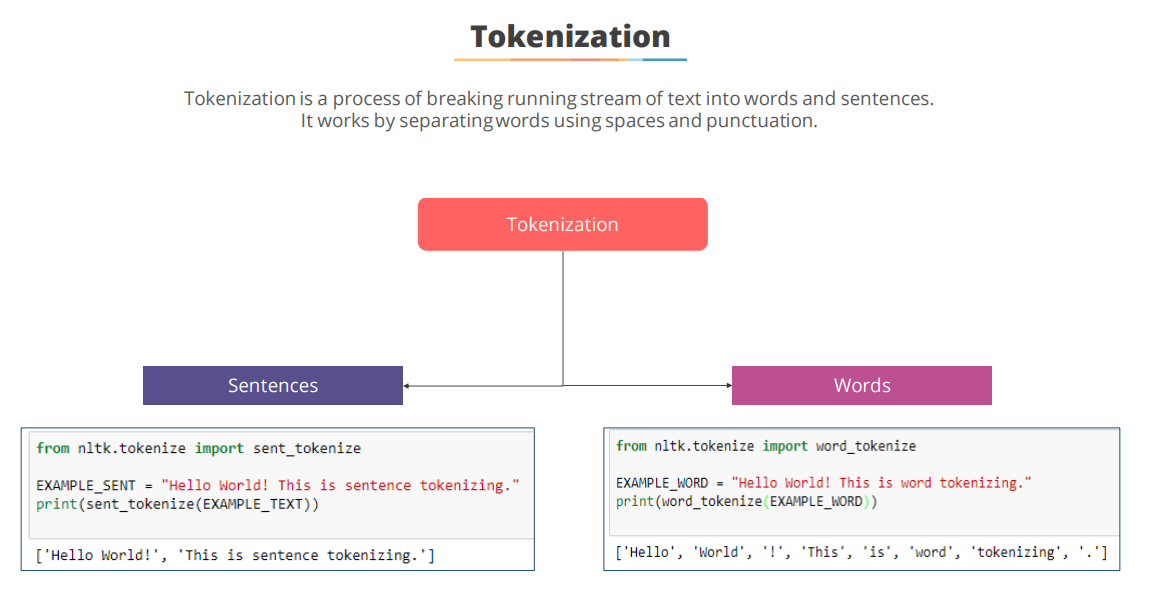 Tokenization
Tokenization is a process of breaking running stream of text into words and sentences.
It works by separating words using spaces and punctuation.
Tokenization
Sentences
Words
from nltk.tokenize import sent_tokenize
EXAMPLE_SENT = "Hello World! This is sentence tokenizing."
print(sent_tokenize(EXAMPLE_TEXT))
['Hello World!', 'This is sentence tokenizing.']
from nltk.tokenize import word_tokenize
EXAMPLE_WORD = "Hello World! This is word tokenizing."
print(word_tokenize(EXAMPLE_WORD))
['Hello', 'World', '!', 'This', 'is', 'word', 'tokenizing', '.']